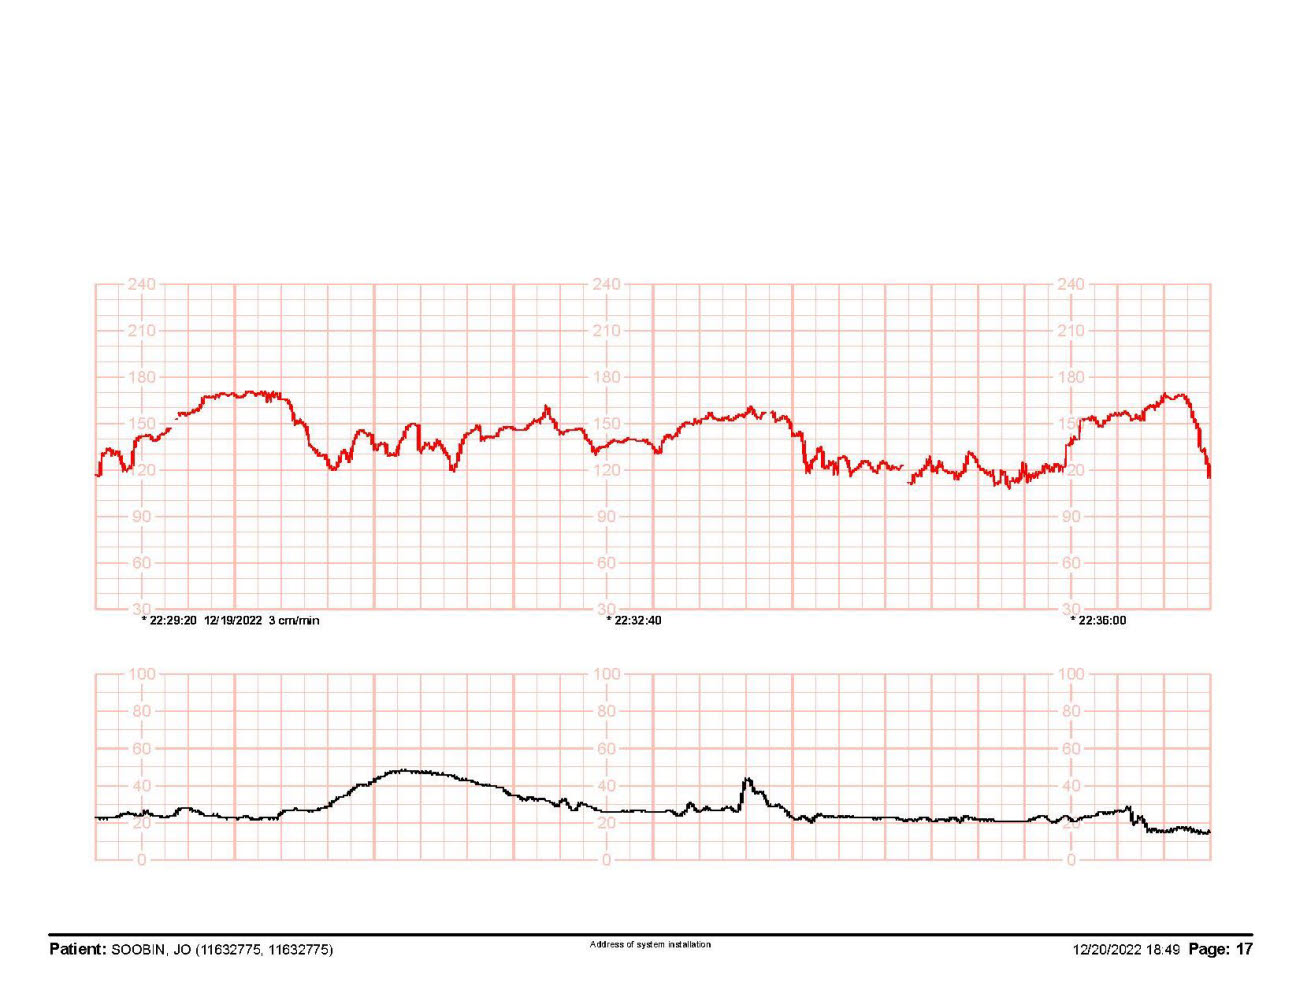 240 240 240
210 210 210
180 180 180
150 150 150
120 120 120
90 90 90
60 60 60
30 30 30
* 22:29:20 12/19/2022 3 cm/min * 22:32:40 * 22:36:00
100 100 100
80 80 80
60 60 60
40 40 40
20 20 20
0 0 0
Patient: SOOBIN, JO (11632775, 11632775) Address of system installation 12/20/2022 18:49 Page: 17